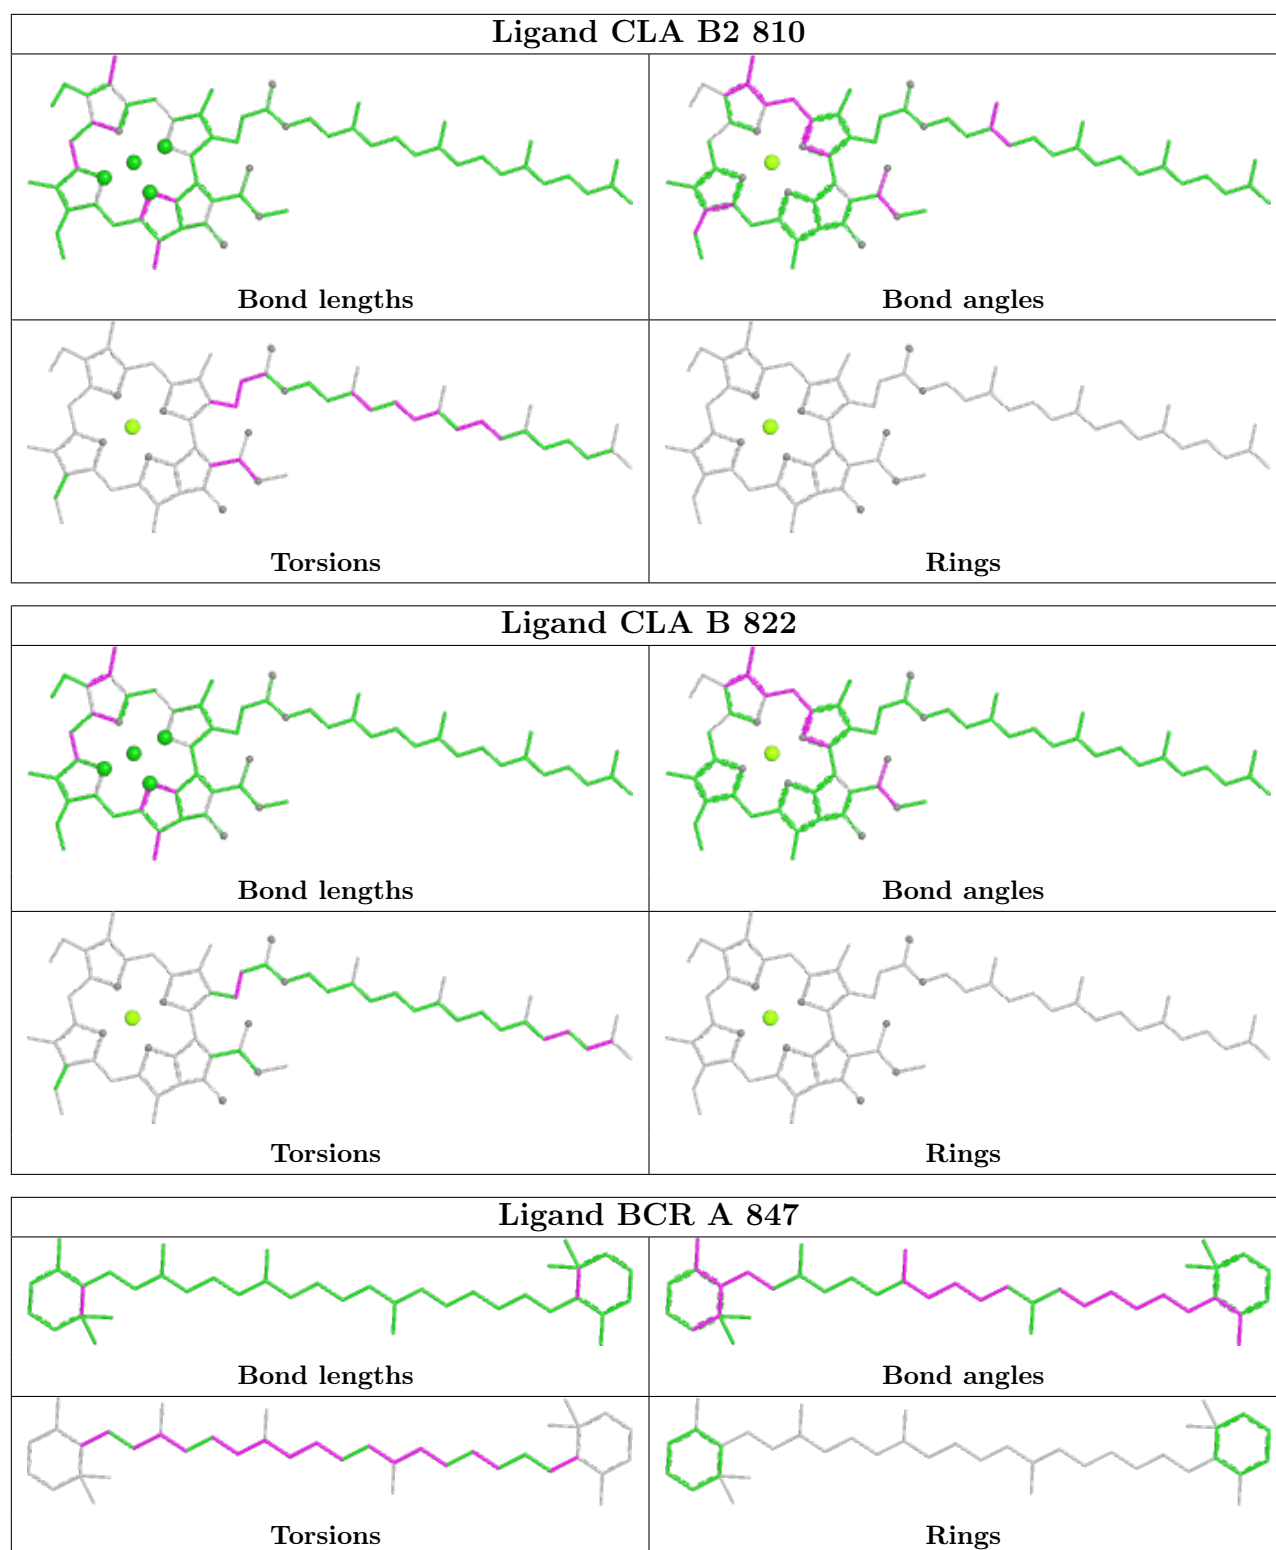 Ligand CLA B2 810
Bond lengths
Bond angles
Torsions
Rings
Ligand CLA B 822
Bond lengths
Bond angles
Torsions
Rings
Ligand BCR A 847
Bond lengths
Bond angles
Torsions
Rings